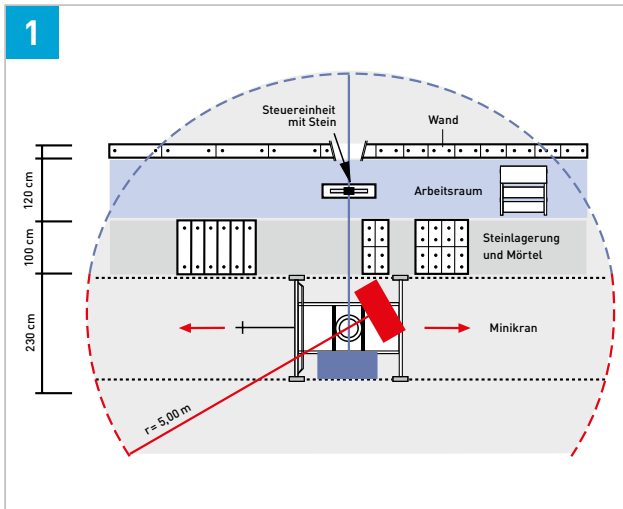 1
Steuereinheit
mit Stein
Wand
120 cm
Arbeitsraum
100 cm
Steinlagerung
und Mörtel
230 cm
Minikran
r= 5,00 m